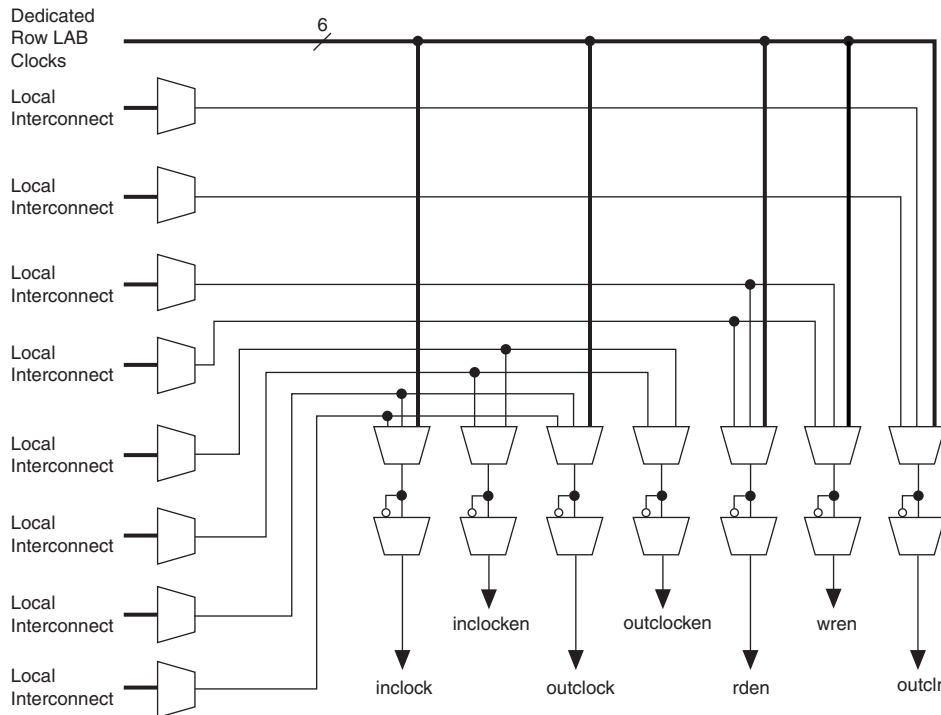 Dedicated
Row LAB
Clocks
6
Local
Interconnect
Local
Interconnect
Local
Interconnect
Local
Interconnect
Local
Interconnect
Local
Interconnect
Local
Interconnect
Local
Interconnect
inclocken
outclocken
wren
inclock
outclock
rden
outclr